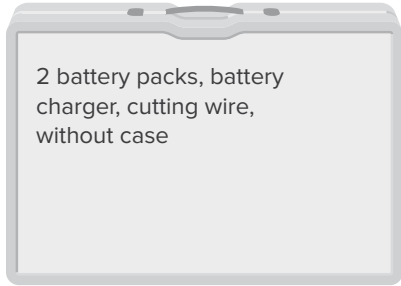 2 battery packs, battery
charger, cutting wire,
without case